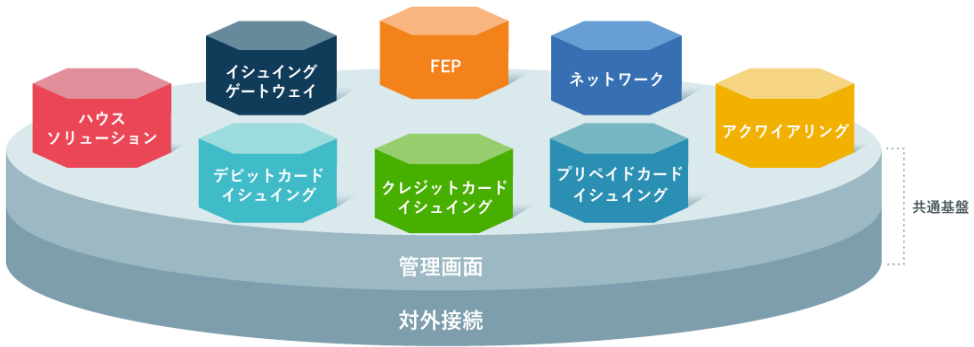 ハウス
ソリューション
イシュイング
ゲートウェイ
FEP
ネットワーク
アクワイアリング
デビットカード
イシュイング
クレジットカード
イシュイング
プリペイドカード
イシュイング
共通基盤
管理画面
対外接続